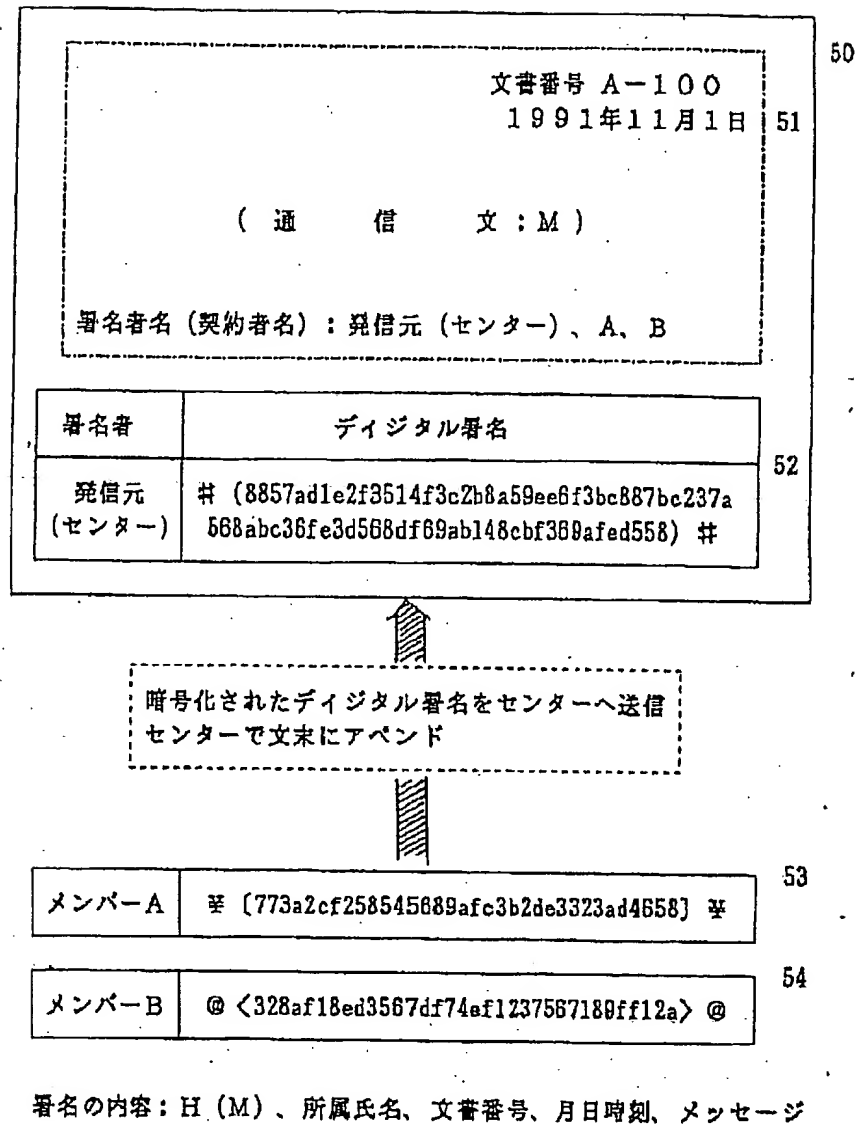 50
文書番号 A-100
1991年11月1日 51
( 通 信 文 : M )
署名者名 (契約者名) : 発信元 (センター) 、A、B
署名者 ディジタル署名
52
発信元 # (8857ad1e2f3514f3c2b8a59ee6f3bc887bc237a
(センター) 568abc36fe3d568df69ab148cbf369afed558) #
暗号化されたディジタル署名をセンターへ送信
センターで文末にアペンド
53
メンバーA ¥ [773a2cf258545689afc3b2de3323ad4658] ¥
54
メンバーB @ <328af18ed3567df74ef1237567189ff12a> @
署名の内容: H (M) 、所属氏名、文書番号、月日時刻、メッセージ